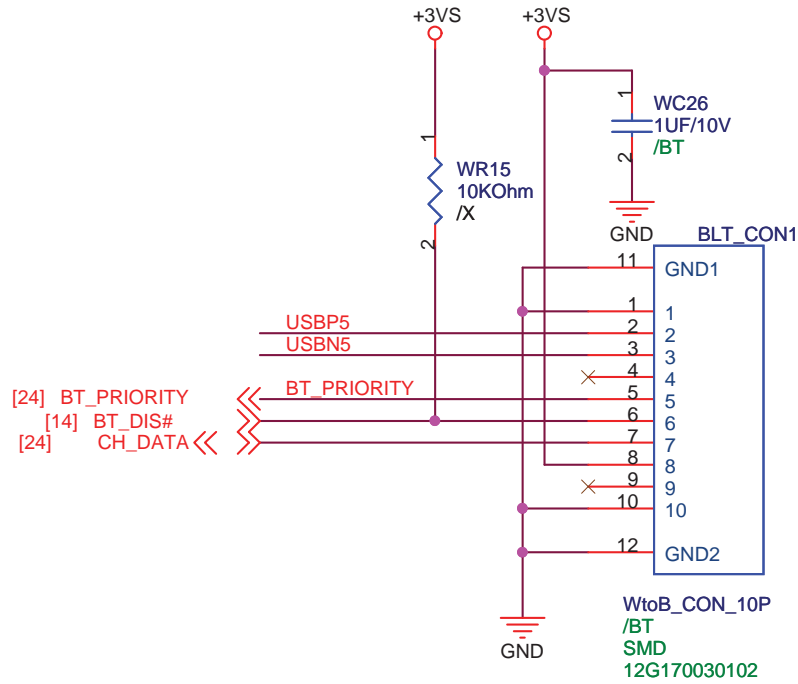 +3VS
+3VS
1
WR15
10KOhm
/X
2
1
WC26
1UF/10V
/BT
2
GND
BLT_CON1
11
GND1
1
1
USBP5
2
2
USBN5
3
3
4
4
[24] BT_PRIORITY
BT_PRIORITY
5
5
[14] BT_DIS#
6
6
[24] CH_DATA
7
7
8
8
9
9
10
10
12
GND2
GND
WtoB_CON_10P
/BT
SMD
12G170030102